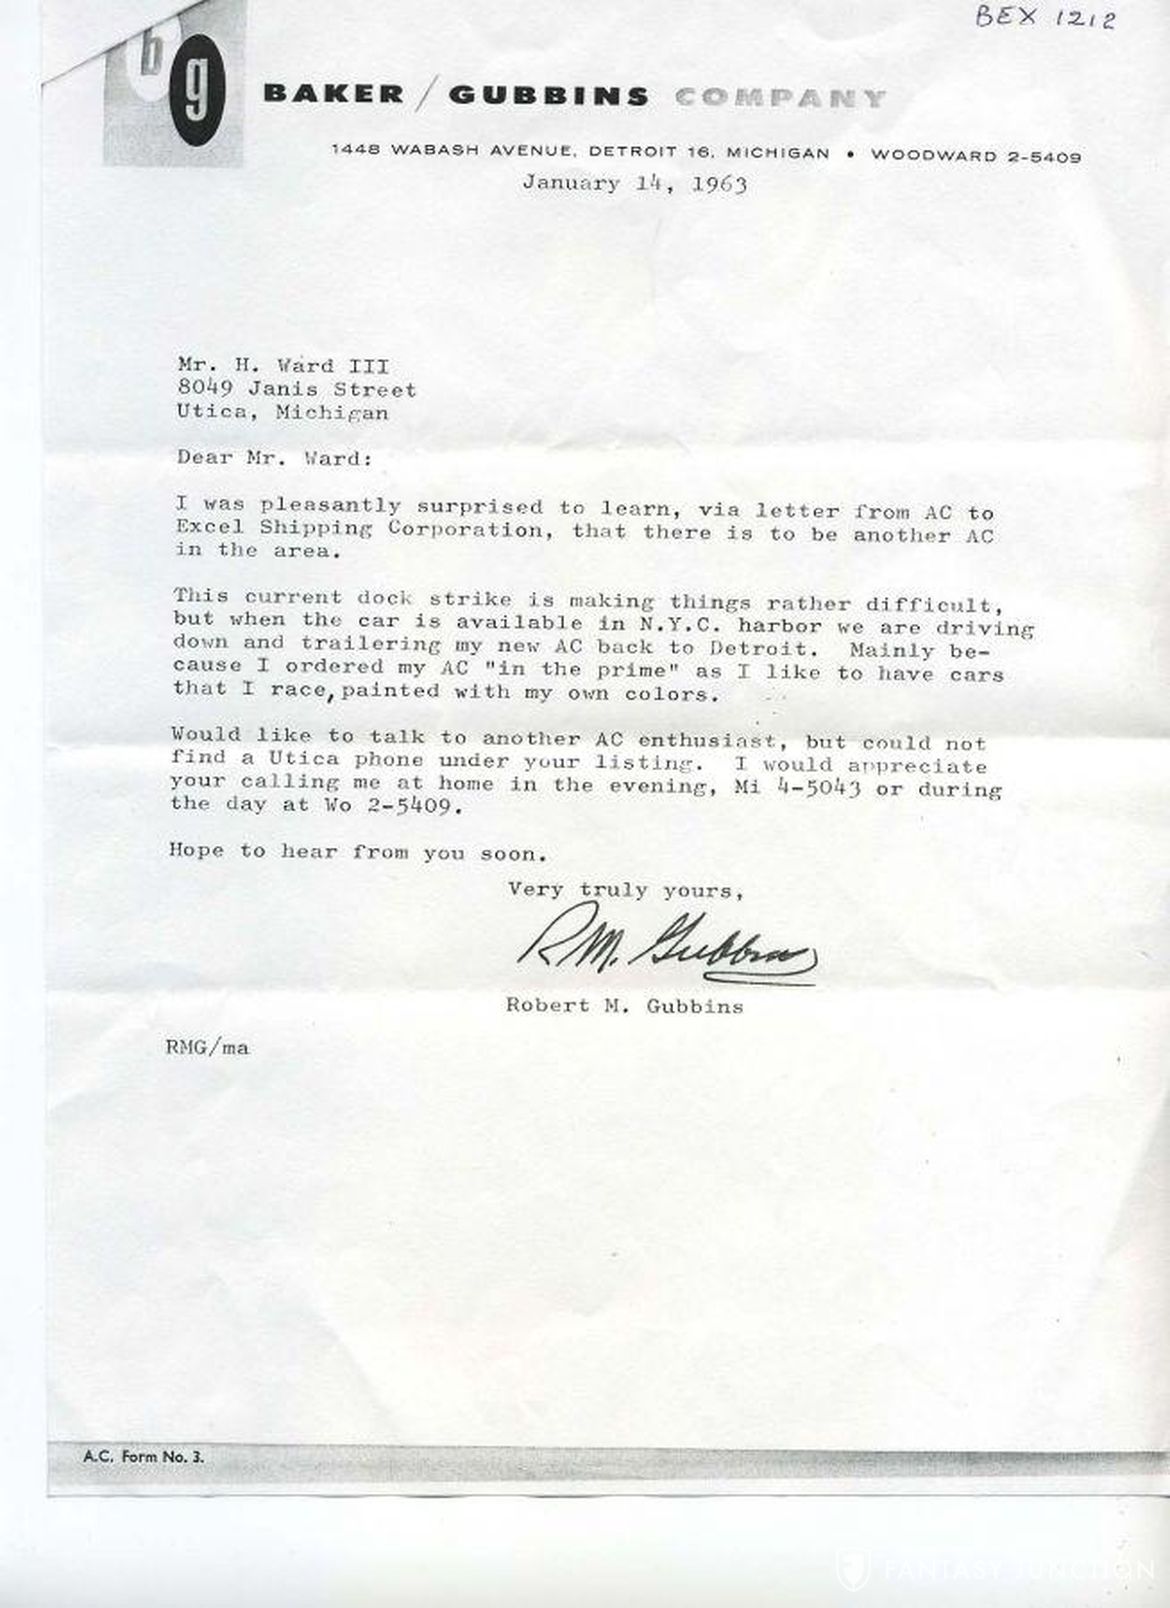 BEX 1212
b
g
BAKER / GUBBINS COMPANY
1448 WABASH AVENUE, DETROIT 16, MICHIGAN • WOODWARD 2-5409
January 14, 1963
Mr. H. Ward III
8049 Janis Street
Utica, Michigan
Dear Mr. Ward:
I was pleasantly surprised to learn, via letter from AC to
Excel Shipping Corporation, that there is to be another AC
in the area.
This current dock strike is making things rather difficult,
but when the car is available in N.Y.C. harbor we are driving
down and trailering my new AC back to Detroit. Mainly be-
cause I ordered my AC "in the prime" as I like to have cars
that I race, painted with my own colors.
Would like to talk to another AC enthusiast, but could not
find a Utica phone under your listing. I would appreciate
your calling me at home in the evening, Mi 4-5043 or during
the day at Wo 2-5409.
Hope to hear from you soon.
Very truly yours,
R M. Gubbins
Robert M. Gubbins
RMG/ma
A.C. Form No. 3.
FANTASY JUNCTION